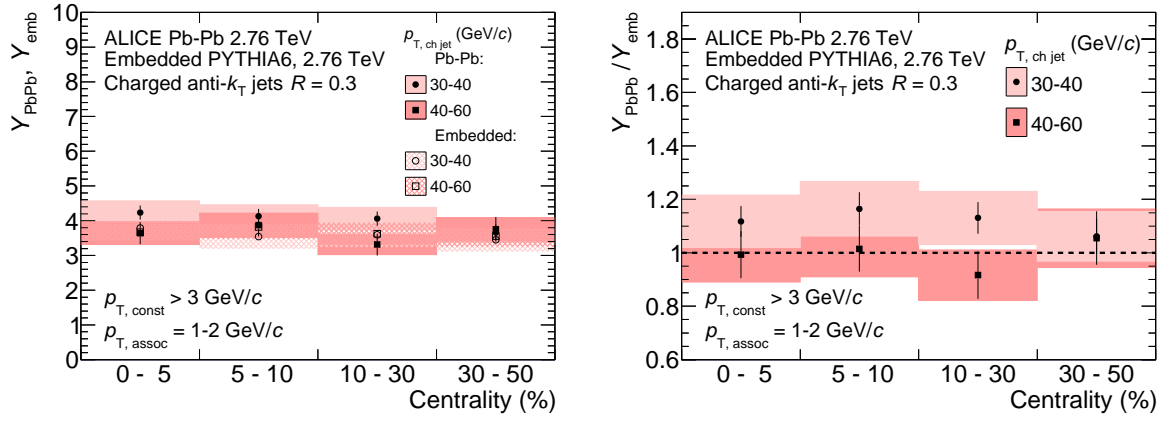 Y_PbPb, Y_emb
10
9
8
7
6
5
4
3
2
1
0
ALICE Pb-Pb 2.76 TeV
Embedded PYTHIA6, 2.76 TeV
Charged anti-k_T jets R = 0.3
p_T, ch jet (GeV/c)
Pb-Pb:
30-40
40-60
Embedded:
30-40
40-60
p_T, const > 3 GeV/c
p_T, assoc = 1-2 GeV/c
0 - 5 5 - 10 10 - 30 30 - 50
Centrality (%)
Y_PbPb / Y_emb
1.8
1.6
1.4
1.2
1
0.8
0.6
ALICE Pb-Pb 2.76 TeV
Embedded PYTHIA6, 2.76 TeV
Charged anti-k_T jets R = 0.3
p_T, ch jet (GeV/c)
30-40
40-60
p_T, const > 3 GeV/c
p_T, assoc = 1-2 GeV/c
0 - 5 5 - 10 10 - 30 30 - 50
Centrality (%)